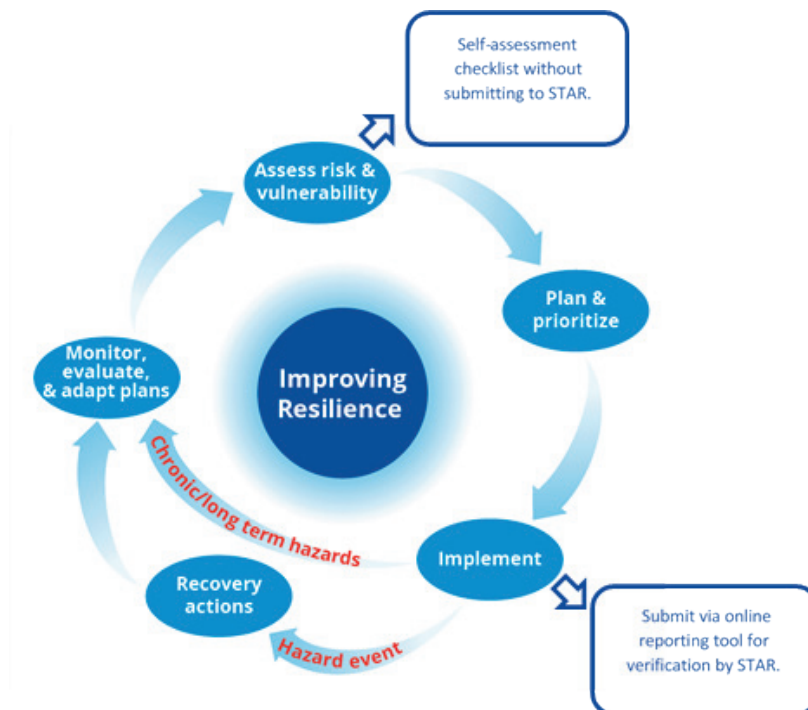 Self-assessment
checklist without
submitting to STAR.
Assess risk &
vulnerability
Plan &
prioritize
Monitor,
evaluate,
& adapt plans
Improving
Resilience
Chronic/long term hazards
Implement
Recovery
actions
Hazard event
Submit via online
reporting tool for
verification by STAR.